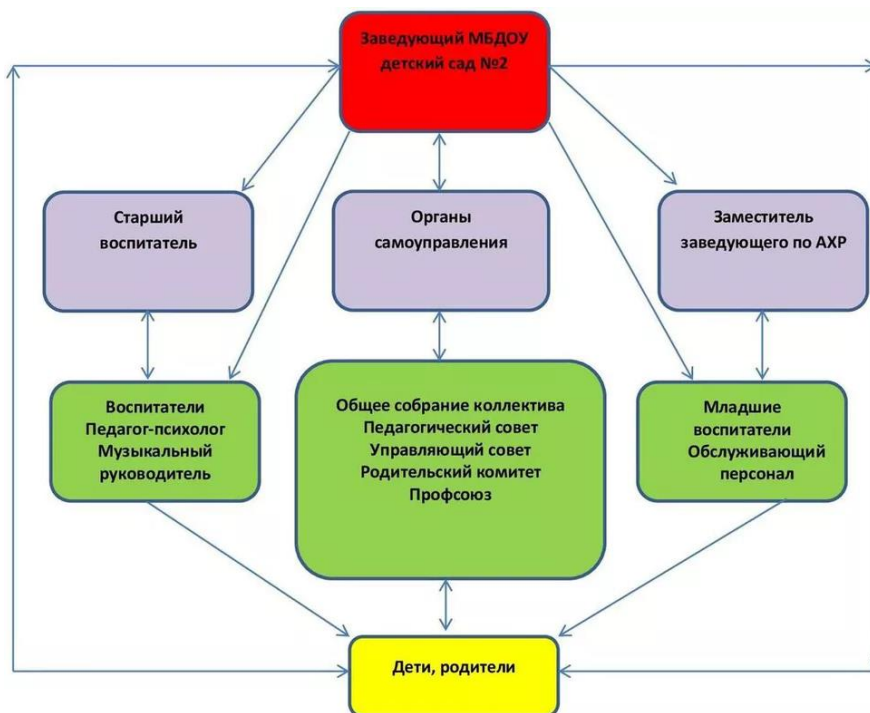 Заведующий МБДОУ
детский сад №2
Старший
воспитатель
Органы
самоуправления
Заместитель
заведующего по АХР
Воспитатели
Педагог-психолог
Музыкальный
руководитель
Общее собрание коллектива
Педагогический совет
Управляющий совет
Родительский комитет
Профсоюз
Младшие
воспитатели
Обслуживающий
персонал
Дети, родители